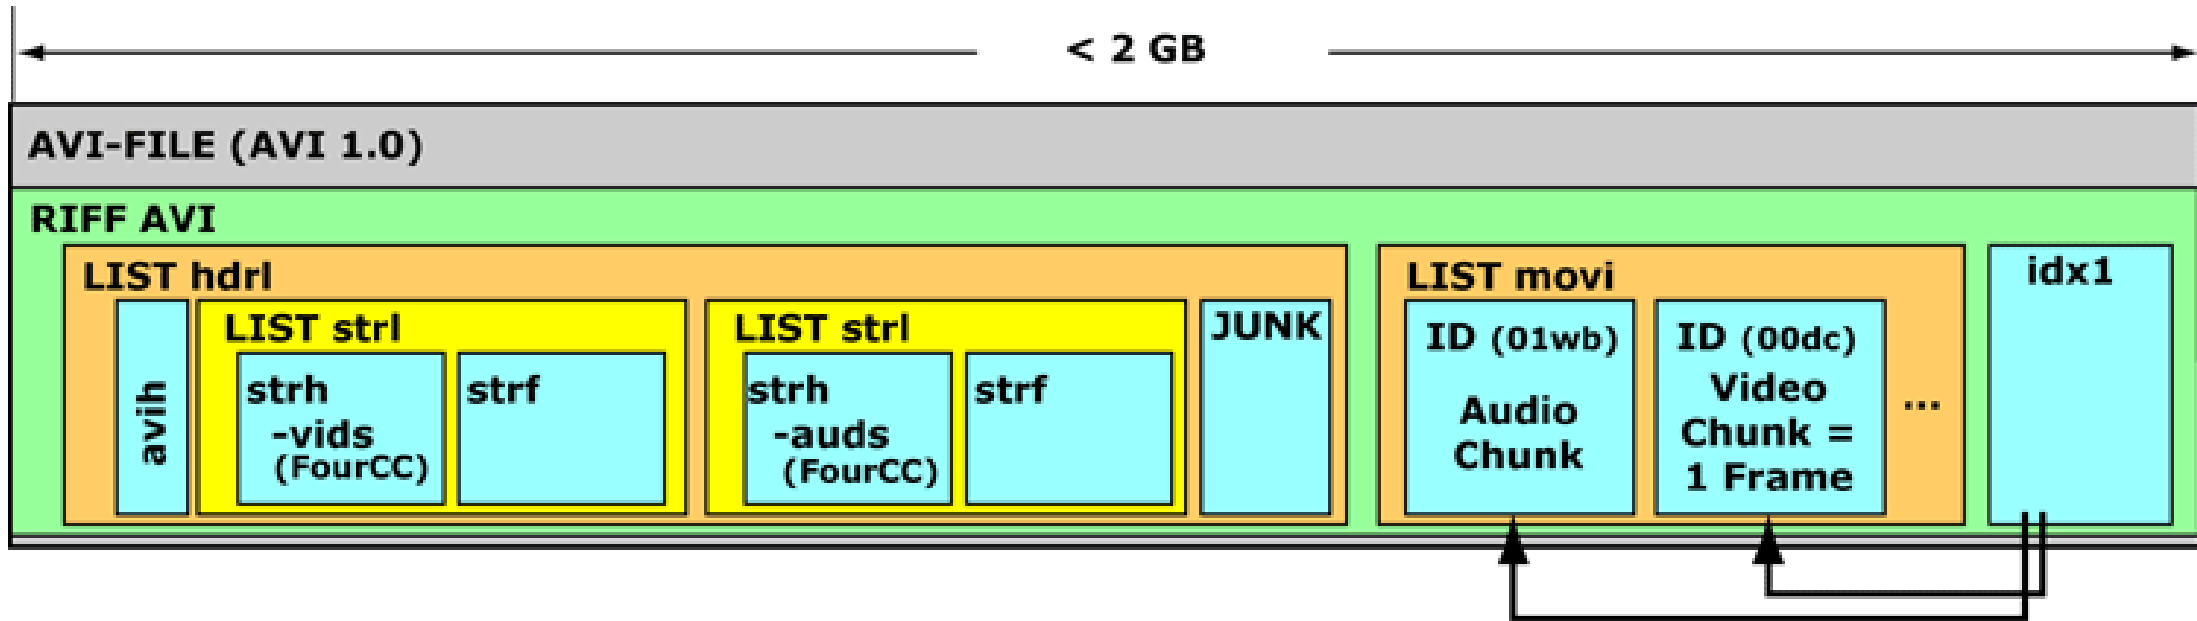 < 2 GB
AVI-FILE (AVI 1.0)
RIFF AVI
LIST hdrl
avih
LIST strl
strh
-vids
(FourCC)
strf
LIST strl
strh
-auds
(FourCC)
strf
JUNK
LIST movi
ID (01wb)
Audio
Chunk
ID (00dc)
Video
Chunk =
1 Frame
...
idx1